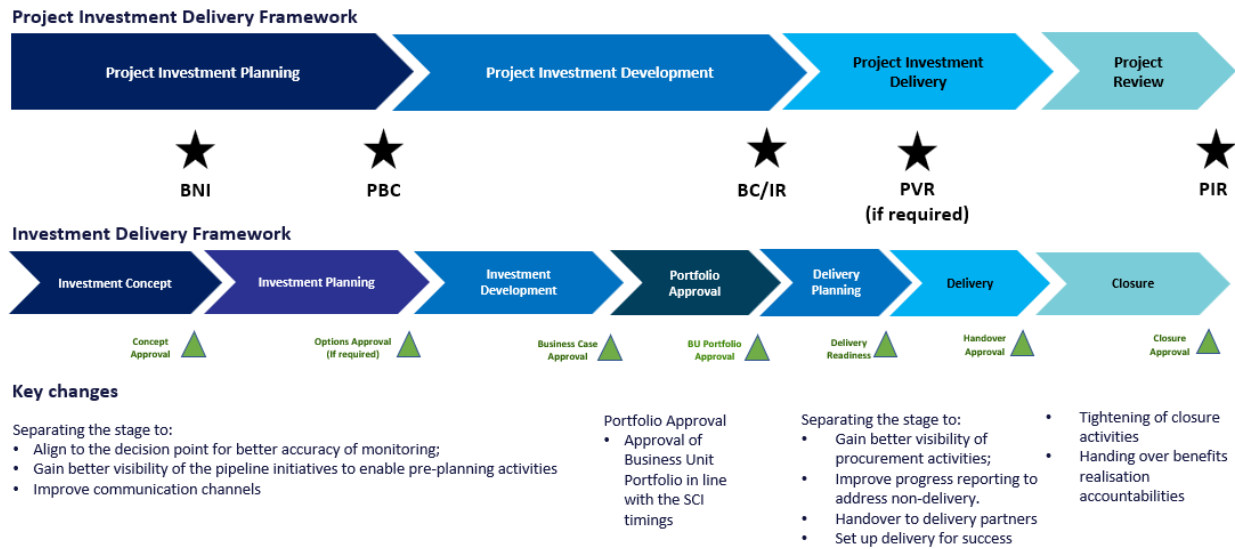 Project Investment Delivery Framework
Project Investment Planning
Project Investment Development
Project Investment
Delivery
Project
Review
BNI
PBC
BC/IR
PVR
(if required)
PIR
Investment Delivery Framework
Investment Concept
Investment Planning
Investment
Development
Portfolio
Approval
Delivery
Planning
Delivery
Closure
Concept
Approval
Options Approval
(If required)
Business Case
Approval
BU Portfolio
Approval
Delivery
Readiness
Handover
Approval
Closure
Approval
Key changes
Separating the stage to:
• Align to the decision point for better accuracy of monitoring;
• Gain better visibility of the pipeline initiatives to enable pre-planning activities
• Improve communication channels
Portfolio Approval
• Approval of
Business Unit
Portfolio in line
with the SCI
timings
Separating the stage to:
• Gain better visibility of
procurement activities;
• Improve progress reporting to
address non-delivery.
• Handover to delivery partners
• Set up delivery for success
• Tightening of closure
activities
• Handing over benefits
realisation
accountabilities